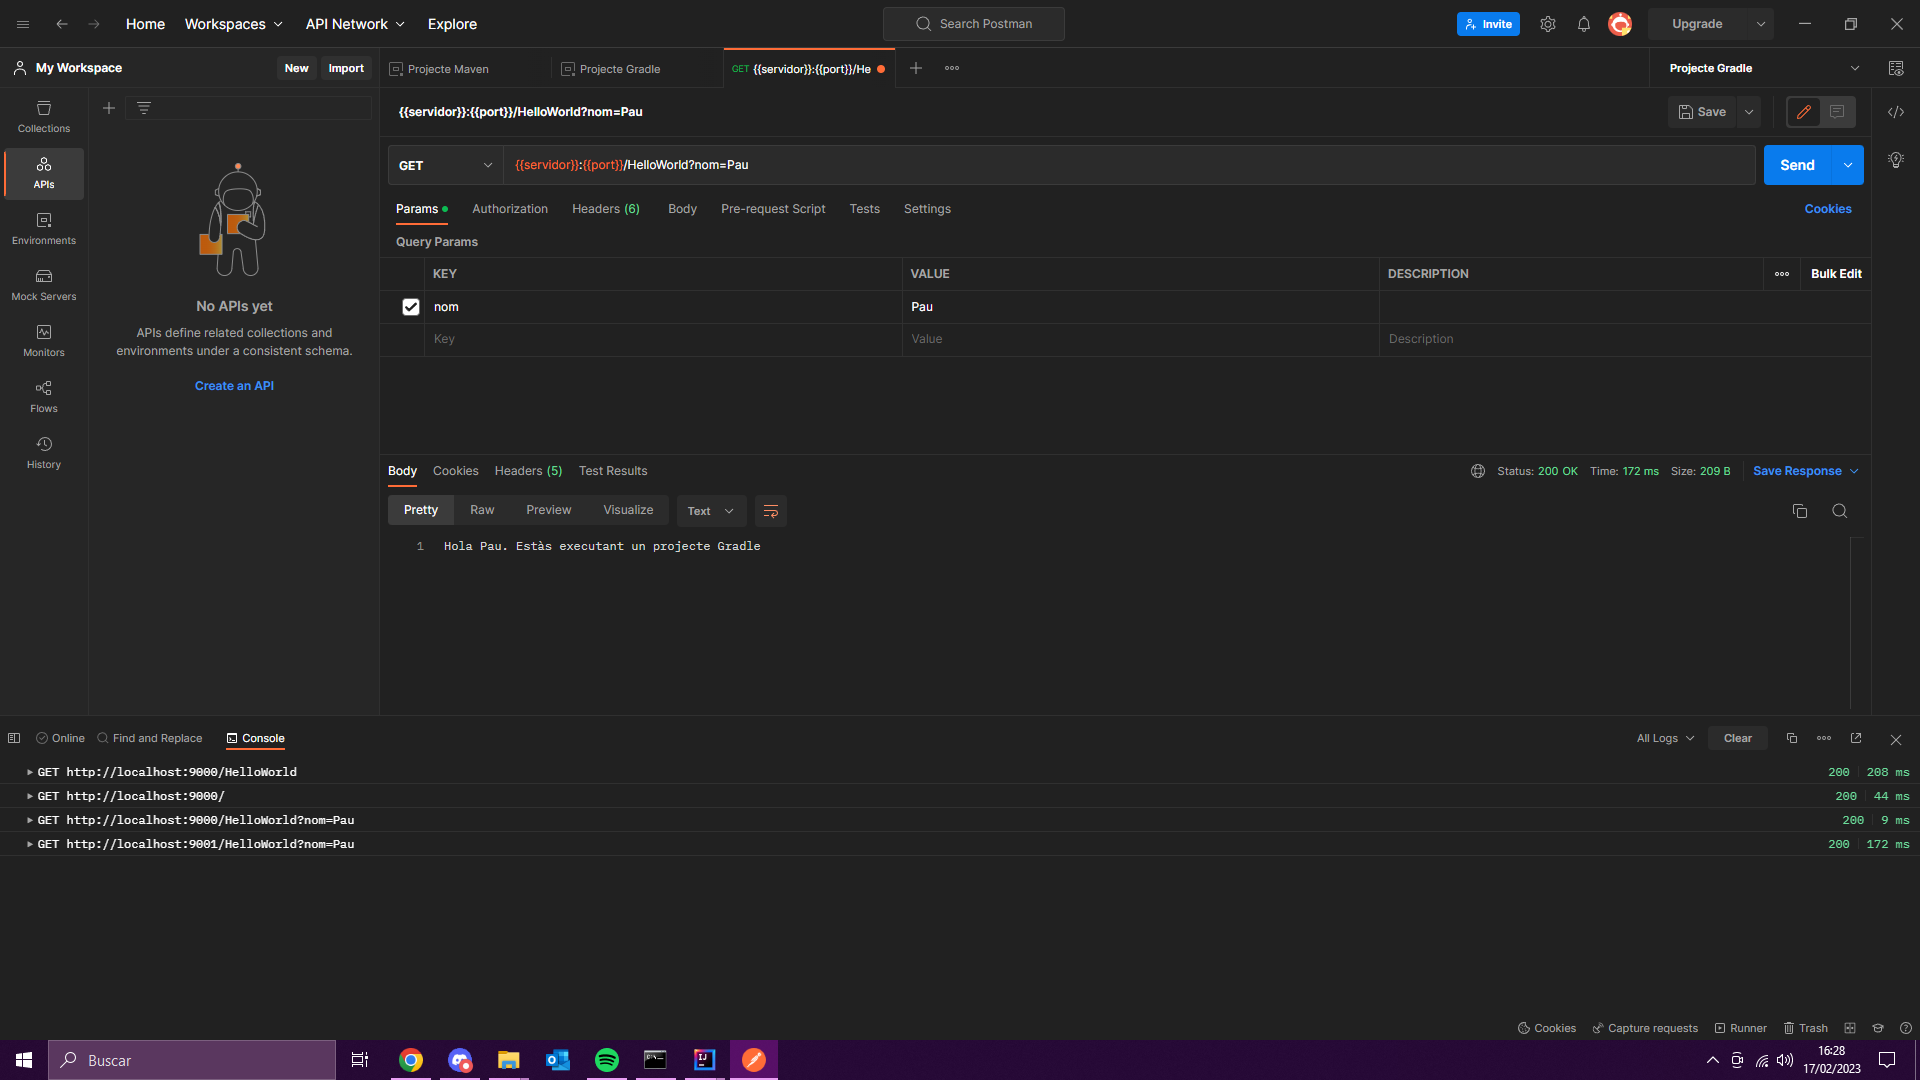 Home Workspaces API Network Explore Search Postman Invite Upgrade
My Workspace New Import Projecte Maven Projecte Gradle GET {{servidor}}:{{port}}/He Projecte Gradle
Collections
APIs
Environments
Mock Servers
Monitors
Flows
History
No APIs yet
APIs define related collections and
environments under a consistent schema.
Create an API
{{servidor}}:{{port}}/HelloWorld?nom=Pau Save
GET {{servidor}}:{{port}}/HelloWorld?nom=Pau Send
Params Authorization Headers (6) Body Pre-request Script Tests Settings Cookies
Query Params
KEY VALUE DESCRIPTION Bulk Edit
nom Pau
Key Value Description
Body Cookies Headers (5) Test Results Status: 200 OK Time: 172 ms Size: 209 B Save Response
Pretty Raw Preview Visualize Text
1 Hola Pau. Estàs executant un projecte Gradle
Online Find and Replace Console All Logs Clear
GET http://localhost:9000/HelloWorld 200 208 ms
GET http://localhost:9000/ 200 44 ms
GET http://localhost:9000/HelloWorld?nom=Pau 200 9 ms
GET http://localhost:9001/HelloWorld?nom=Pau 200 172 ms
Cookies Capture requests Runner Trash
Buscar
16:28
17/02/2023